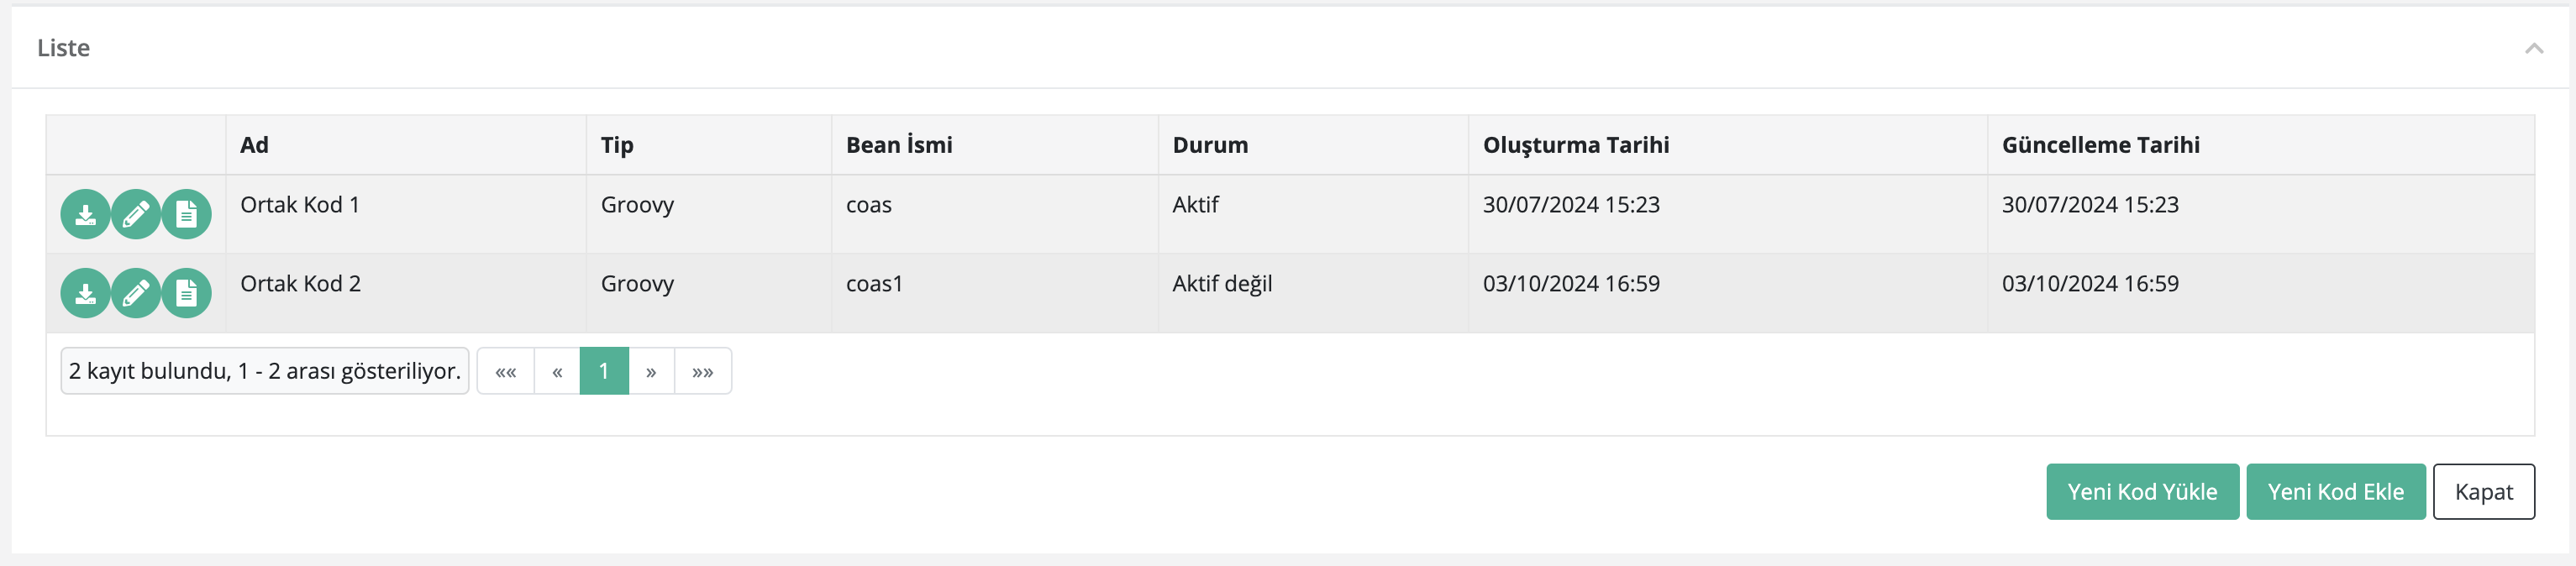 Liste
Ad Tip Bean İsmi Durum Oluşturma Tarihi Güncelleme Tarihi
Ortak Kod 1 Groovy coas Aktif 30/07/2024 15:23 30/07/2024 15:23
Ortak Kod 2 Groovy coas1 Aktif değil 03/10/2024 16:59 03/10/2024 16:59
2 kayıt bulundu, 1 - 2 arası gösteriliyor. «« « 1 » »»
Yeni Kod Yükle Yeni Kod Ekle Kapat